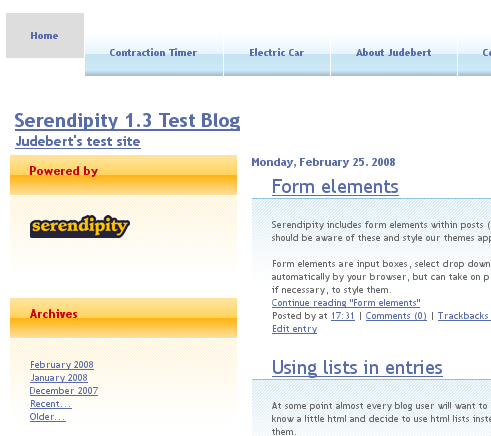 Home
Contraction Timer
Electric Car
About Judebert
Serendipity 1.3 Test Blog
Judebert's test site
Powered by
serendipity
Archives
February 2008
January 2008
December 2007
Recent...
Older...
Monday, February 25. 2008
Form elements
Serendipity includes form elements within posts (
should be aware of these and style our themes app
Form elements are input boxes, select drop down
automatically by your browser, but can take on p
if necessary, to style them.
Continue reading "Form elements"
Posted by at 17:31 | Comments (0) | Trackbacks
Edit entry
Using lists in entries
At some point almost every blog user will want to
know a little html and decide to use html lists inste
them.